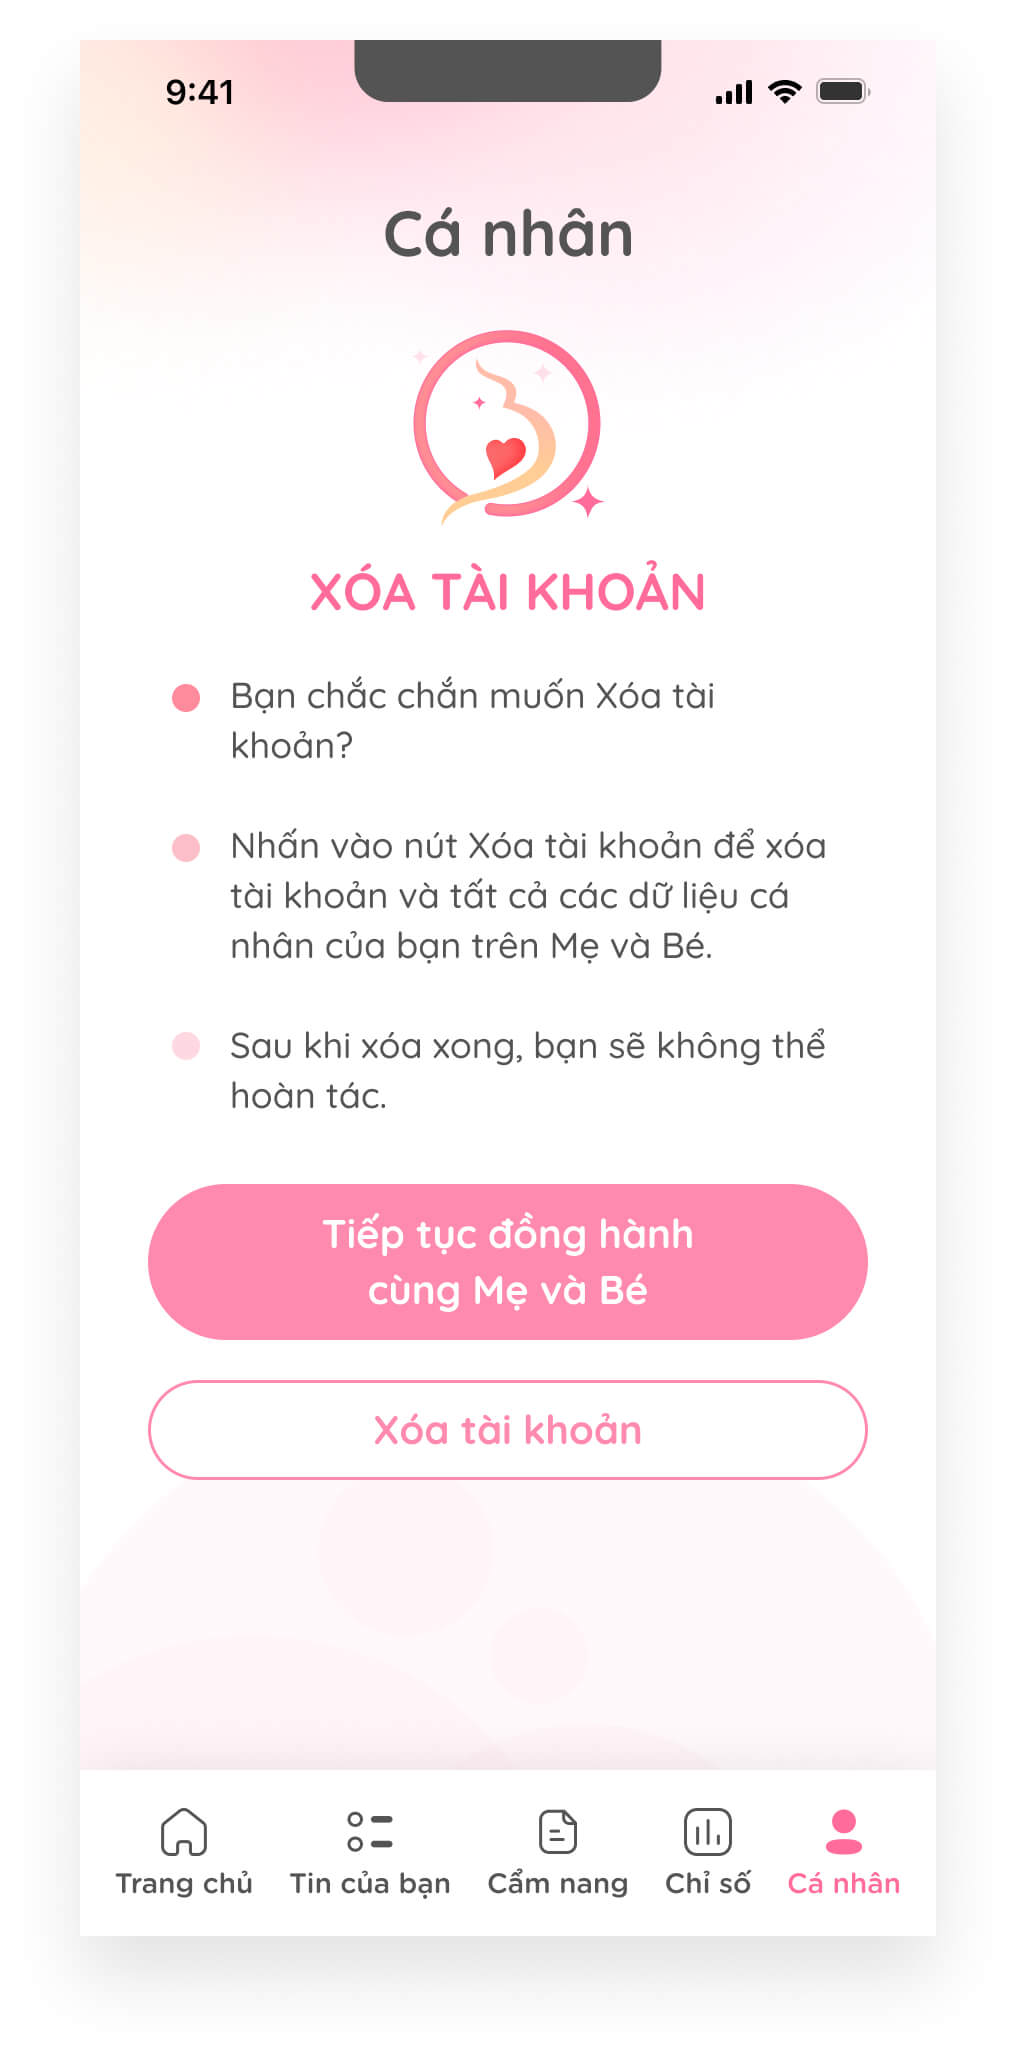 9:41
Cá nhân
XÓA TÀI KHOẢN
Bạn chắc chắn muốn Xóa tài
khoản?
Nhấn vào nút Xóa tài khoản để xóa
tài khoản và tất cả các dữ liệu cá
nhân của bạn trên Mẹ và Bé.
Sau khi xóa xong, bạn sẽ không thể
hoàn tác.
Tiếp tục đồng hành
cùng Mẹ và Bé
Xóa tài khoản
Trang chủ Tin của bạn Cẩm nang Chỉ số Cá nhân